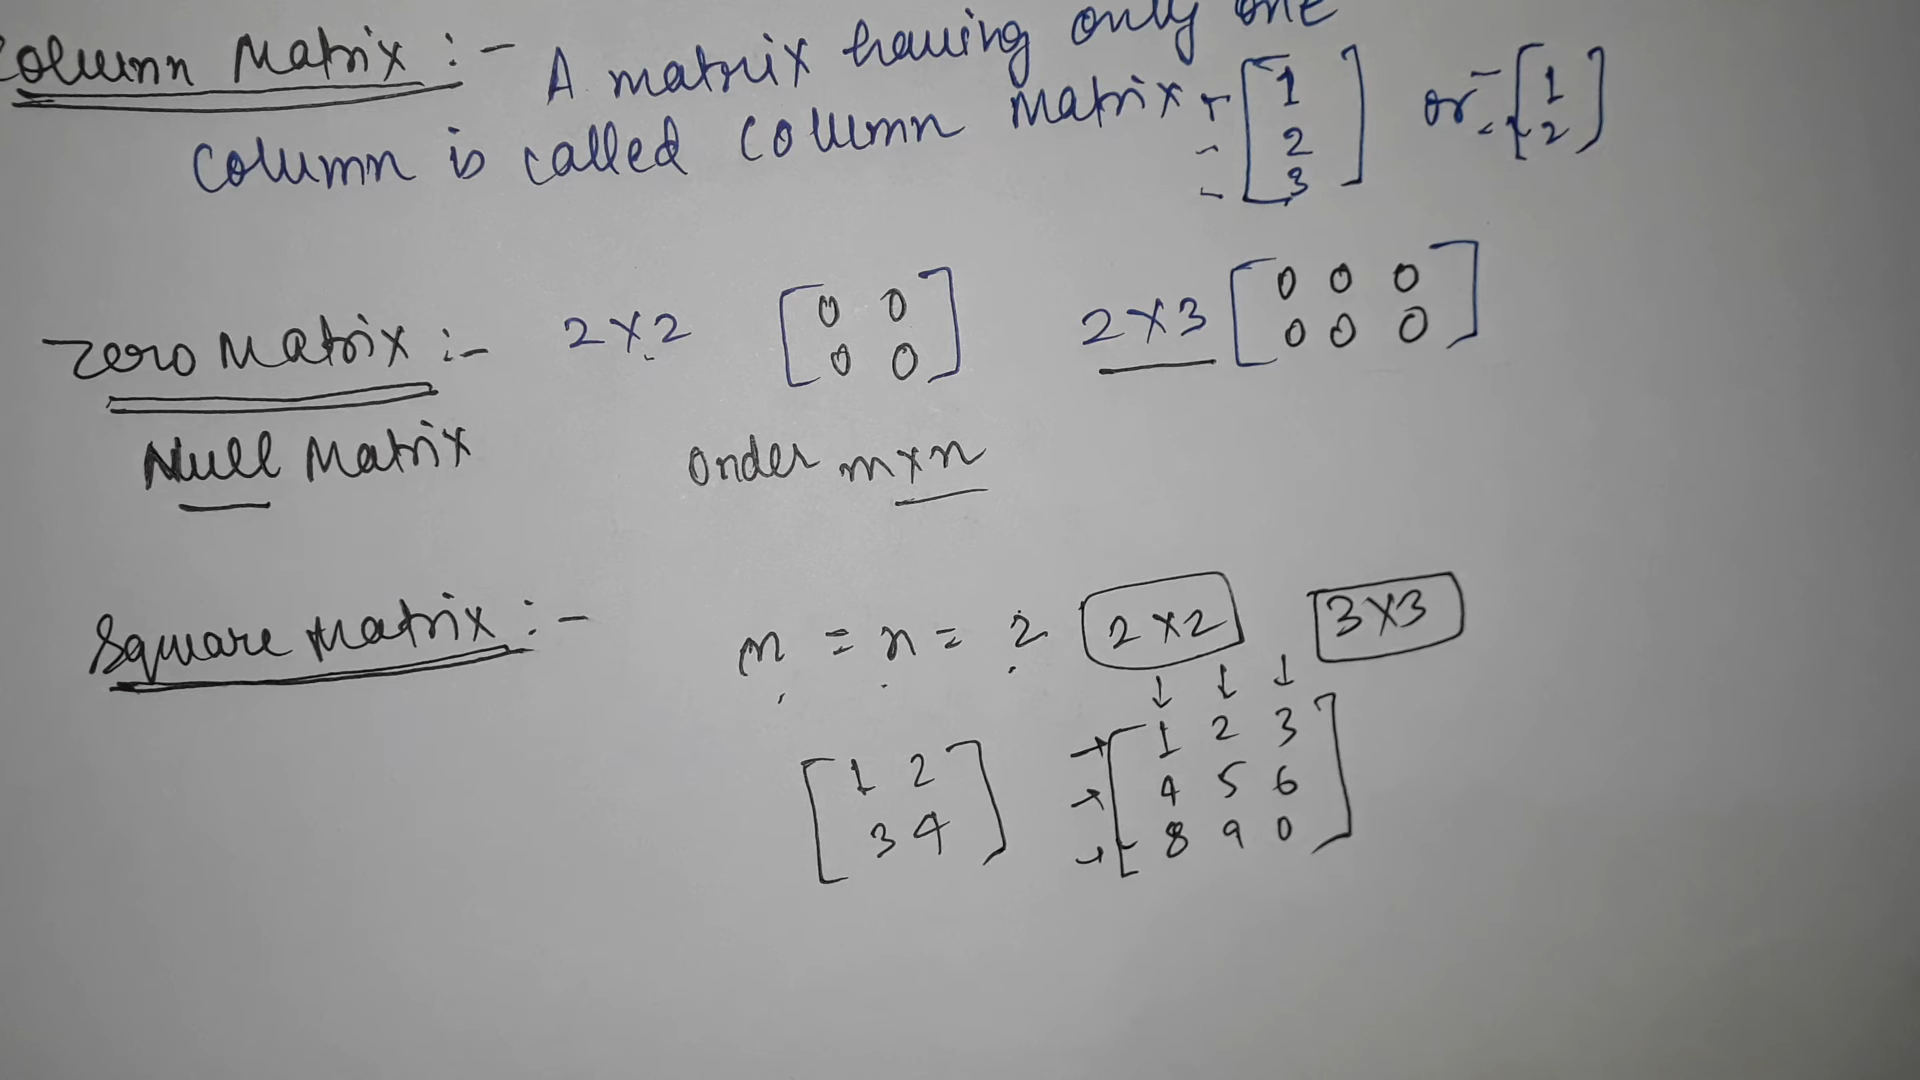 Column Matrix :- A matrix having only one
column is called column Matrix [1 2 3] or [1 2]
Zero Matrix :- 2×2 [0 0
0 0] 2×3 [0 0 0
0 0 0]
Null Matrix Order m×n
Square Matrix :- m = n = 2 2×2 3×3
[1 2
3 4]
[1 2 3
4 5 6
8 9 0]